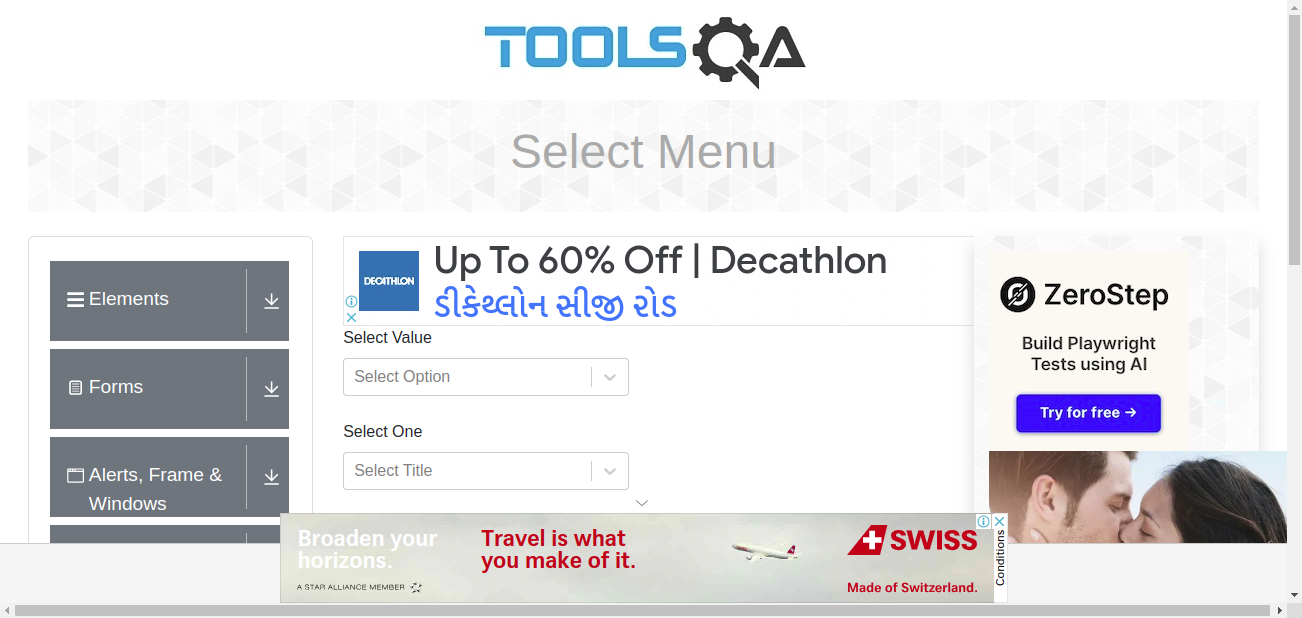 TOOLSQA
Select Menu
Elements
Forms
Alerts, Frame &
Windows
DECATHLON
Up To 60% Off | Decathlon
ડીકેથ્લોન સીજી રોડ
Select Value
Select Option
Select One
Select Title
ZeroStep
Build Playwright
Tests using AI
Try for free →
Broaden your
horizons.
A STAR ALLIANCE MEMBER
Travel is what
you make of it.
SWISS
Made of Switzerland.
Conditions